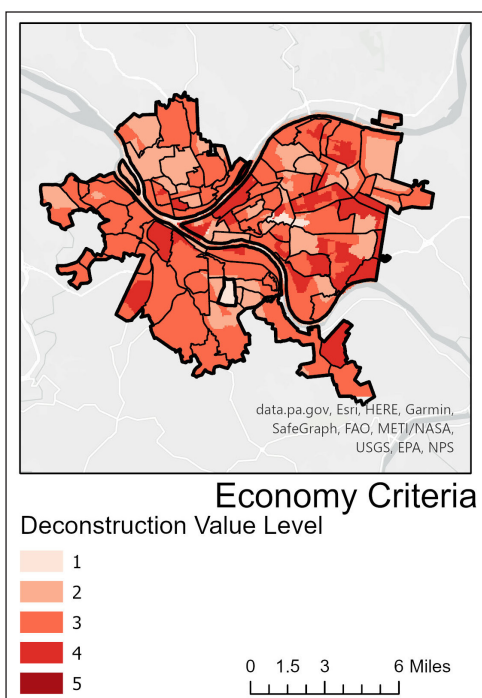 data.pa.gov, Esri, HERE, Garmin,
SafeGraph, FAO, METI/NASA,
USGS, EPA, NPS
Economy Criteria
Deconstruction Value Level
1
2
3
4
5
0 1.5 3 6 Miles